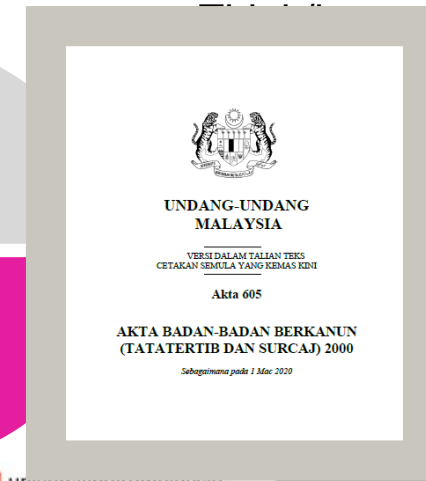 UNDANG-UNDANG
MALAYSIA
VERSI DALAM TALIAN TEKS
CETAKAN SEMULA YANG KEMAS KINI
Akta 605
AKTA BADAN-BADAN BERKANUN
(TATATERTIB DAN SURCAJ) 2000
Sebagaimana pada 1 Mac 2020